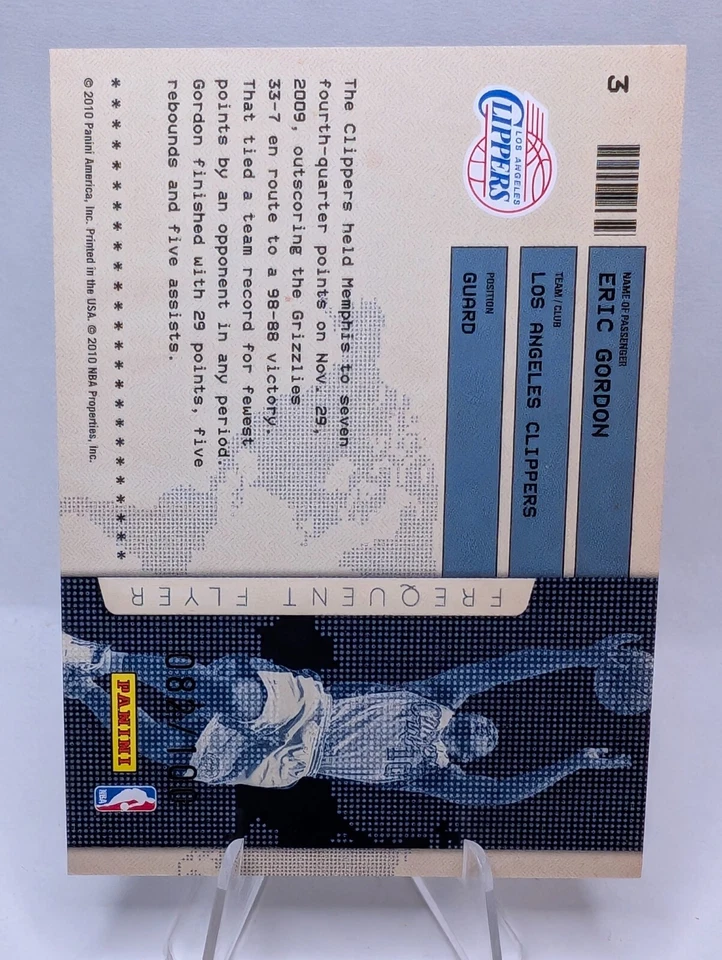 3
LOS ANGELES
CLIPPERS
NAME OF PASSENGER
ERIC GORDON
TEAM/CLUB
LOS ANGELES CLIPPERS
POSITION
GUARD
The Clippers held Memphis to seven
fourth-quarter points on Nov. 29,
2009, outscoring the Grizzlies
33-7 en route to a 98-88 victory.
That tied a team record for fewest
points by an opponent in any period.
Gordon finished with 29 points, five
rebounds and five assists.
* * * * * * * * * * * * * * * * * * * *
© 2010 Panini America, Inc. Printed in the USA. © 2010 NBA Properties, Inc.
FREQUENT FLYER
082/100
PANINI
NBA